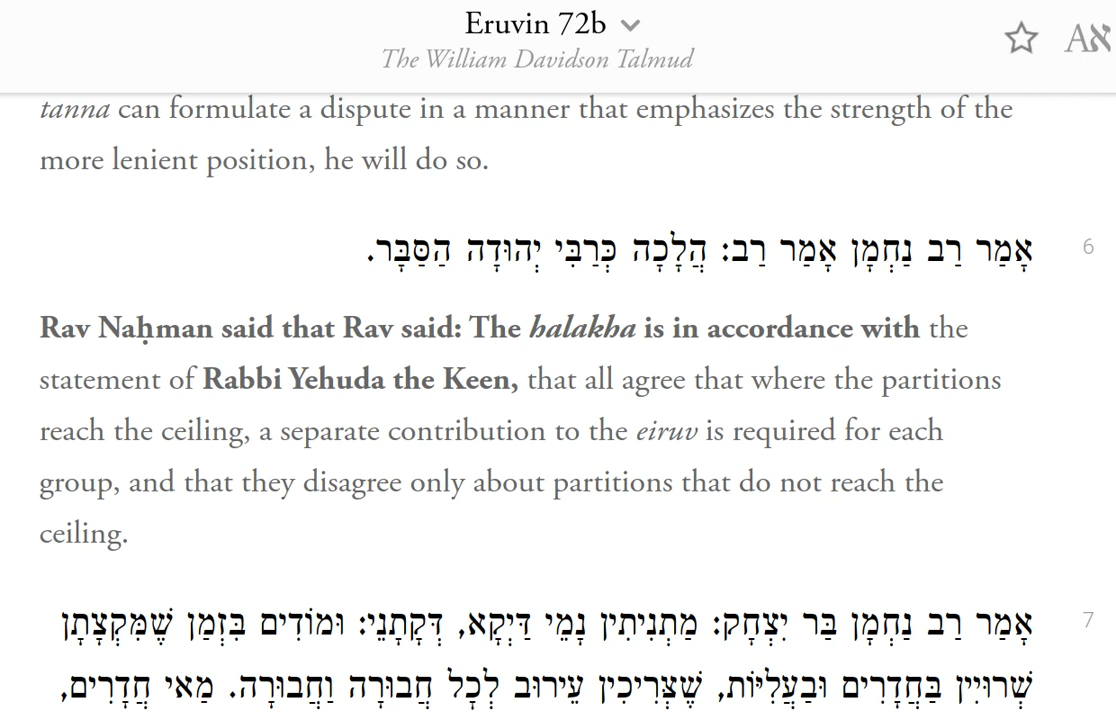 Eruvin 72b
The William Davidson Talmud
Aא
tanna can formulate a dispute in a manner that emphasizes the strength of the
more lenient position, he will do so.
אָמַר רַב נַחְמָן אָמַר רַב: הֲלָכָה כְּרַבִּי יְהוּדָה הַסַּבָּר.
6
Rav Naḥman said that Rav said: The halakha is in accordance with the
statement of Rabbi Yehuda the Keen, that all agree that where the partitions
reach the ceiling, a separate contribution to the eiruv is required for each
group, and that they disagree only about partitions that do not reach the
ceiling.
אָמַר רַב נַחְמָן בַּר יִצְחָק: מַתְנִיתִין נָמֵי דַּיְקָא, דְּקָתָנֵי: וּמוֹדִים בִּזְמַן שֶׁמִּקְצָתָן
7
שְׁרוּיִין בַּחֲדָרִים וּבַעֲלִיּוֹת, שֶׁצְּרִיכִין עֵירוּב לְכׇל חֲבוּרָה וַחֲבוּרָה. מַאי חֲדָרִים,